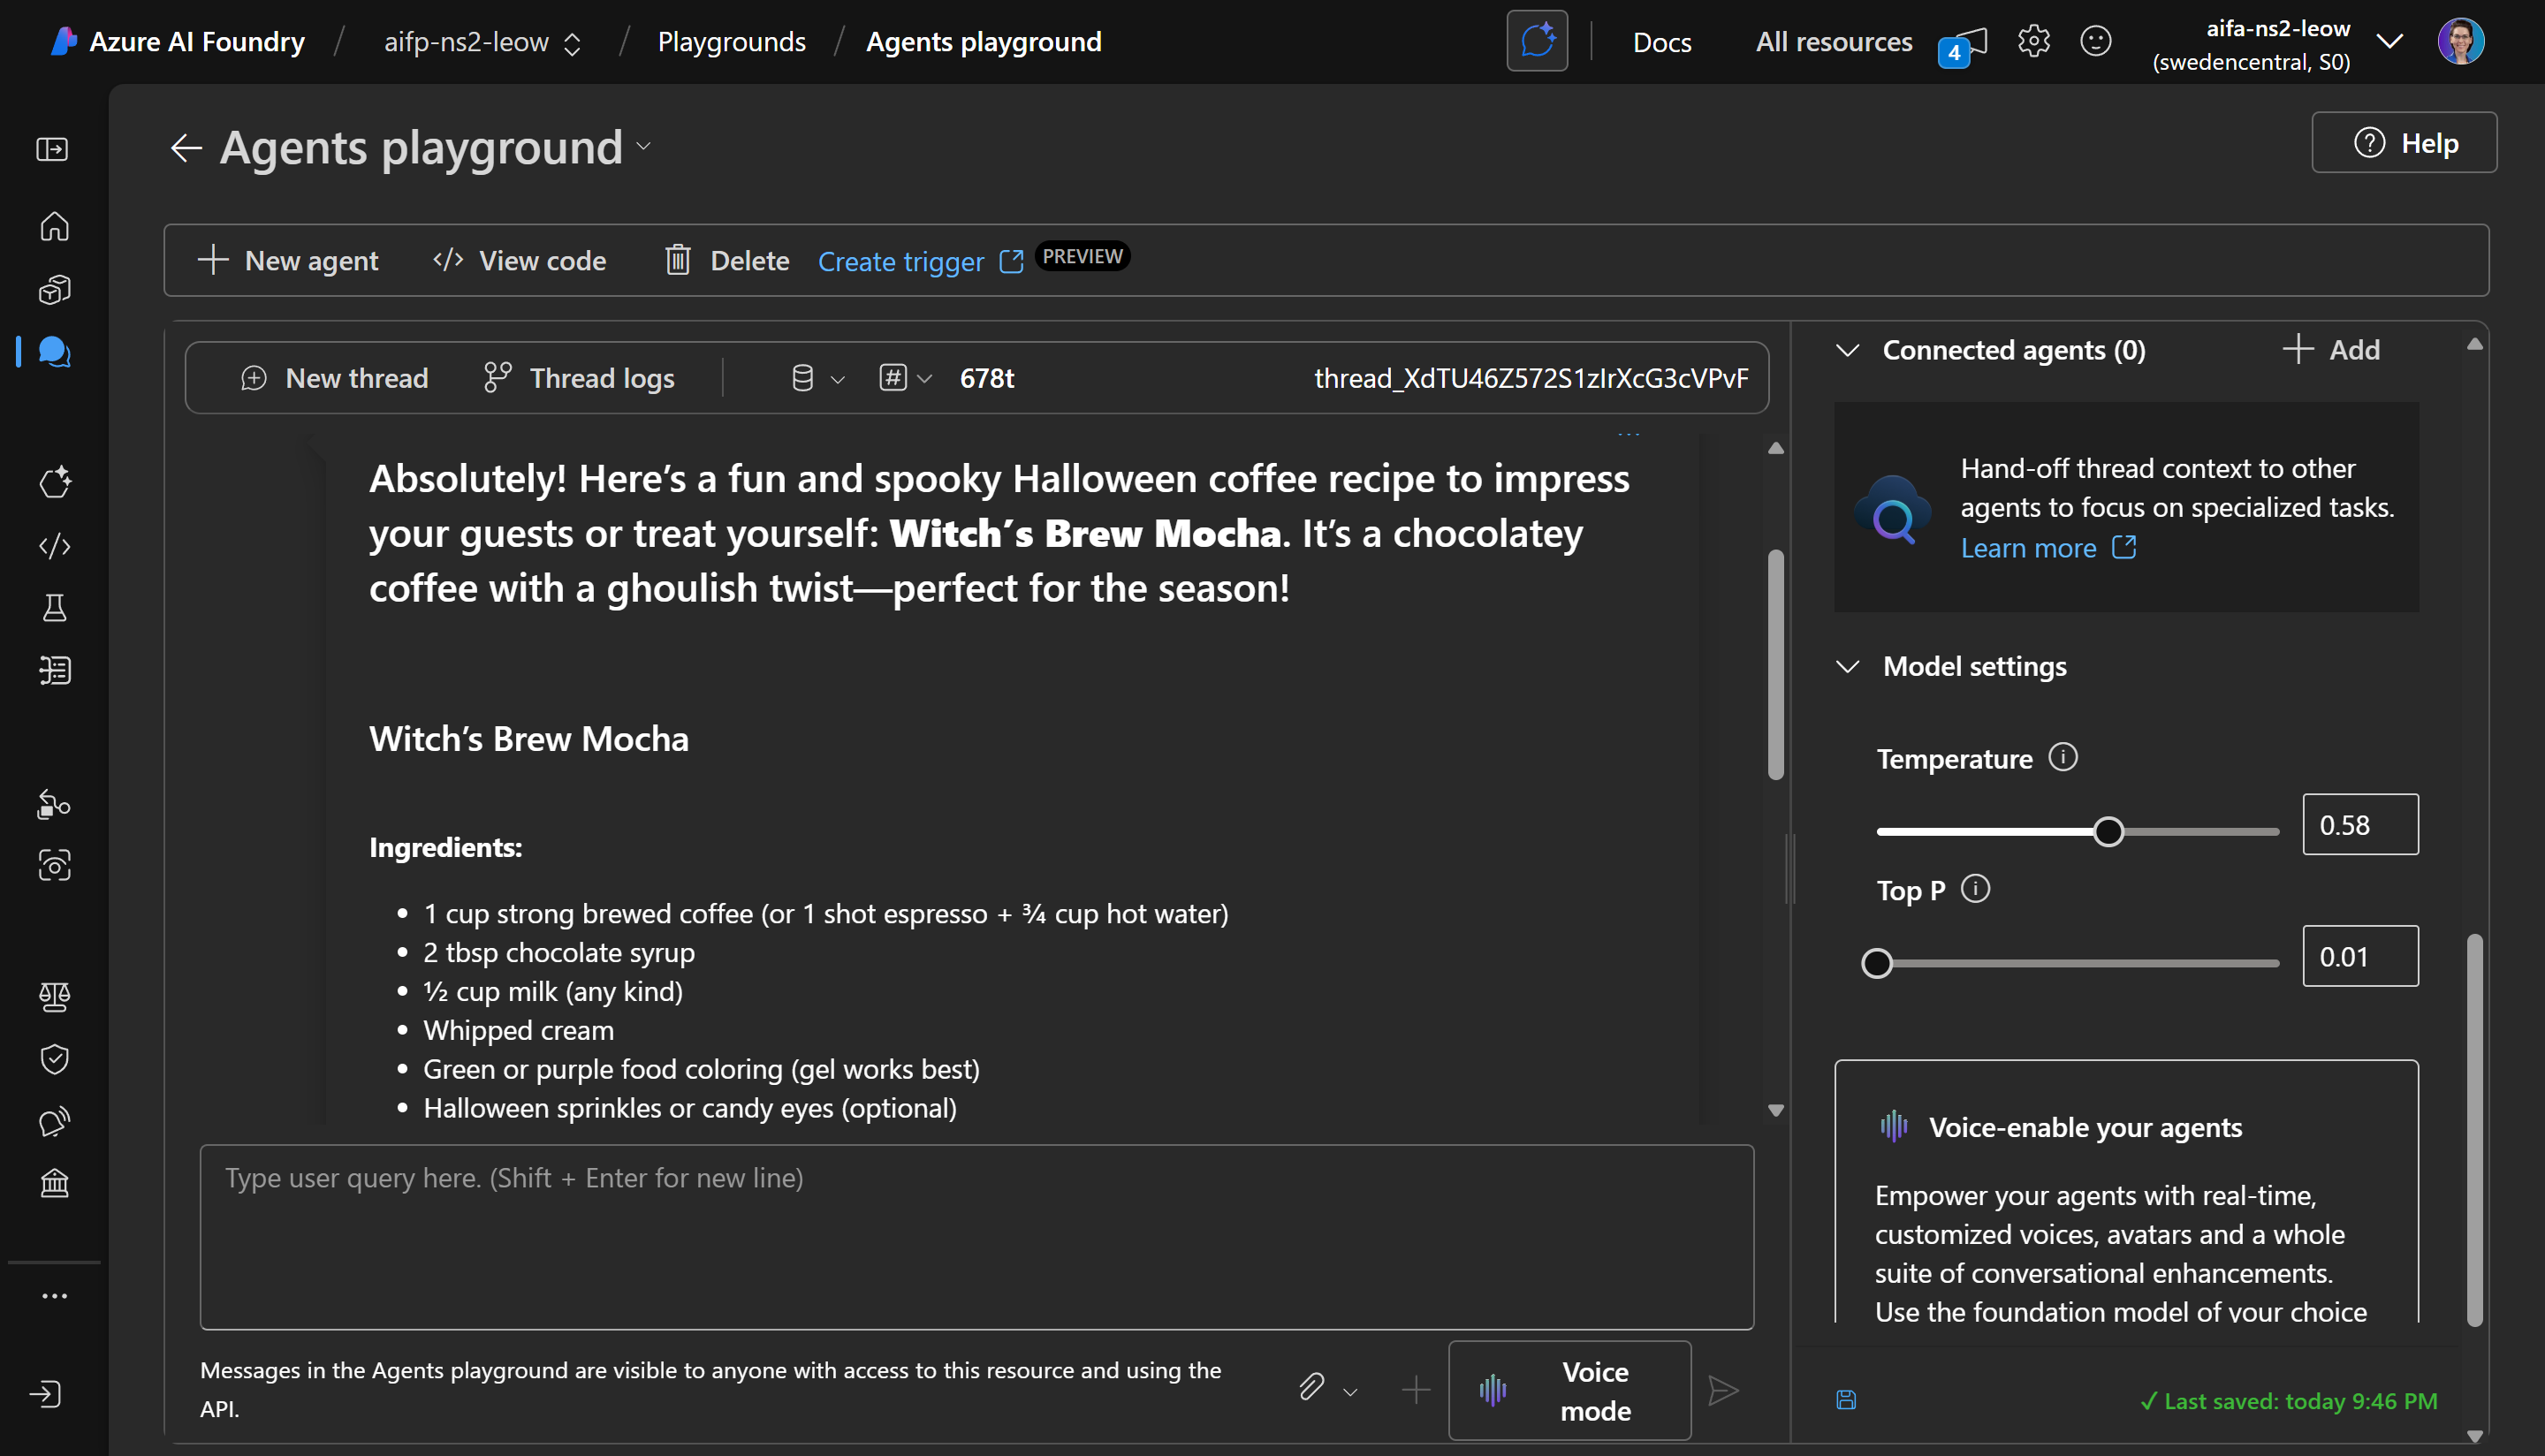 Azure AI Foundry / aifp-ns2-leow / Playgrounds / Agents playground
Docs
All resources
4
aifa-ns2-leow
(swedencentral, S0)
Agents playground
Help
New agent
View code
Delete
Create trigger
PREVIEW
New thread
Thread logs
678t
thread_XdTU46Z572S1zIrXcG3cVPvF
Absolutely! Here’s a fun and spooky Halloween coffee recipe to impress
your guests or treat yourself: Witch’s Brew Mocha. It’s a chocolatey
coffee with a ghoulish twist—perfect for the season!
Witch’s Brew Mocha
Ingredients:
• 1 cup strong brewed coffee (or 1 shot espresso + ¾ cup hot water)
• 2 tbsp chocolate syrup
• ½ cup milk (any kind)
• Whipped cream
• Green or purple food coloring (gel works best)
• Halloween sprinkles or candy eyes (optional)
Type user query here. (Shift + Enter for new line)
Messages in the Agents playground are visible to anyone with access to this resource and using the
API.
Voice
mode
Connected agents (0)
Add
Hand-off thread context to other
agents to focus on specialized tasks.
Learn more
Model settings
Temperature
0.58
Top P
0.01
Voice-enable your agents
Empower your agents with real-time,
customized voices, avatars and a whole
suite of conversational enhancements.
Use the foundation model of your choice
✓ Last saved: today 9:46 PM